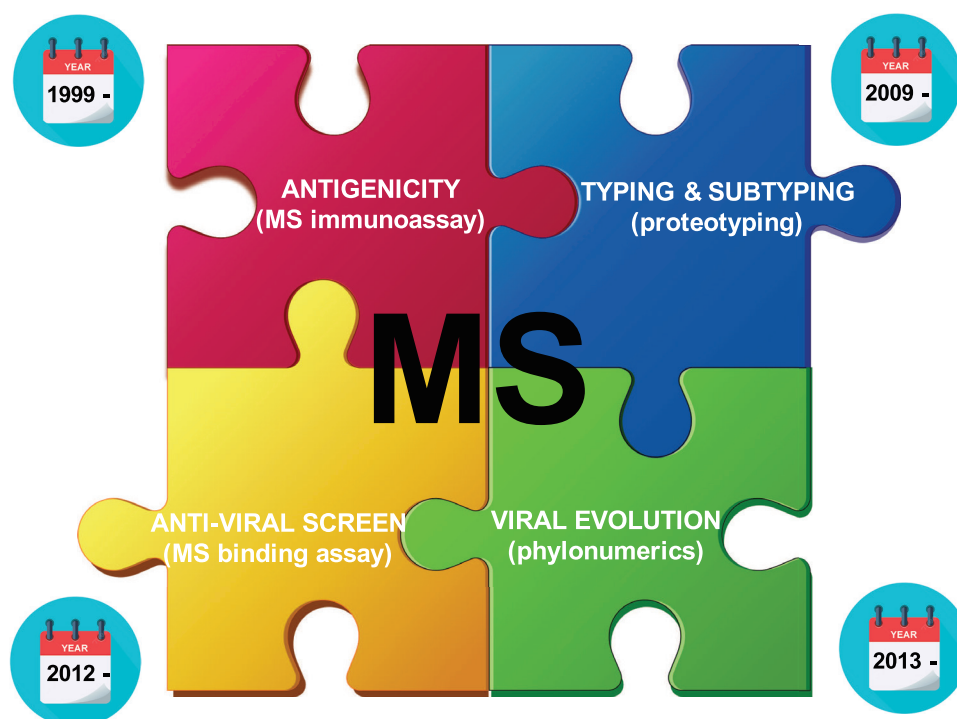 YEAR
1999 -
YEAR
2009 -
ANTIGENICITY
(MS immunoassay)
TYPING & SUBTYPING
(proteotyping)
MS
ANTI-VIRAL SCREEN
(MS binding assay)
VIRAL EVOLUTION
(phylonumerics)
YEAR
2012 -
YEAR
2013 -